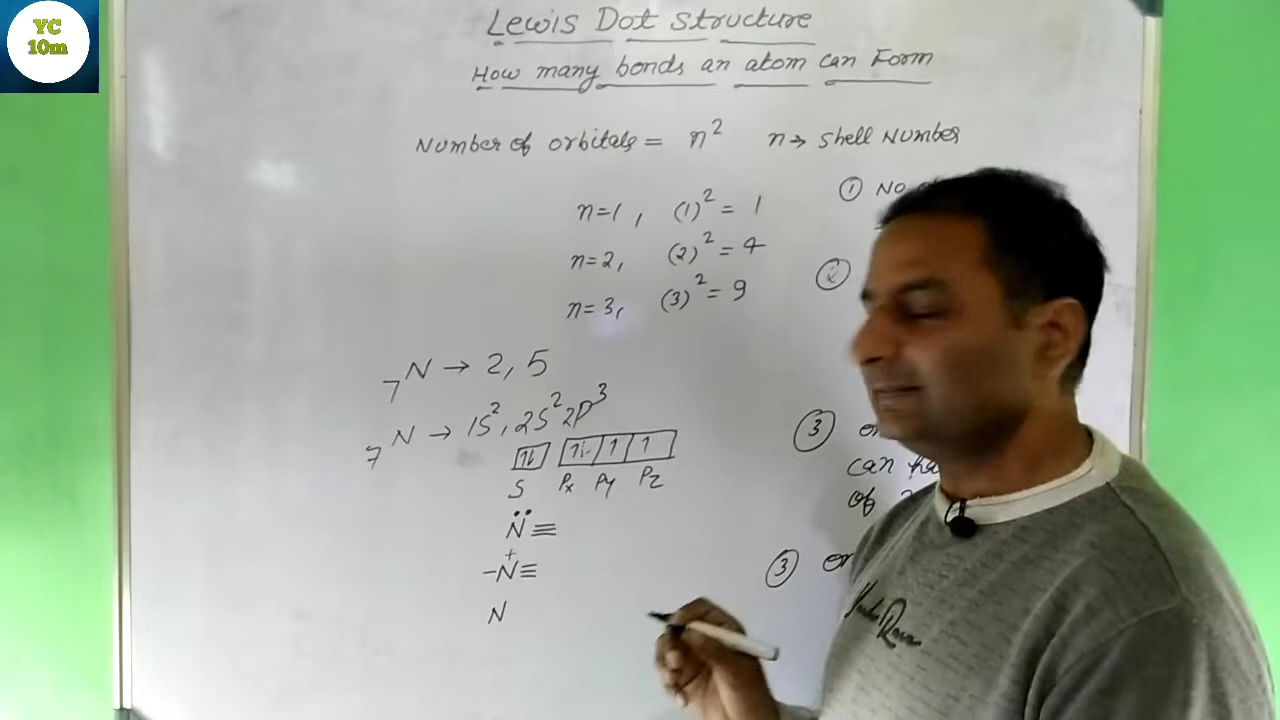 YC
10m
Lewis Dot Structure
How many bonds an atom can Form
Number of orbitals = n² n → Shell Number
n=1, (1)² = 1
n=2, (2)² = 4
n=3, (3)² = 9
① No
②
₇N → 2, 5
₇N → 1S², 2S² 2P³
⇅ ⇅ ↑ ↑
S Px Py Pz
N̈ ≡
–N⁺≡
N
③
can
of
③